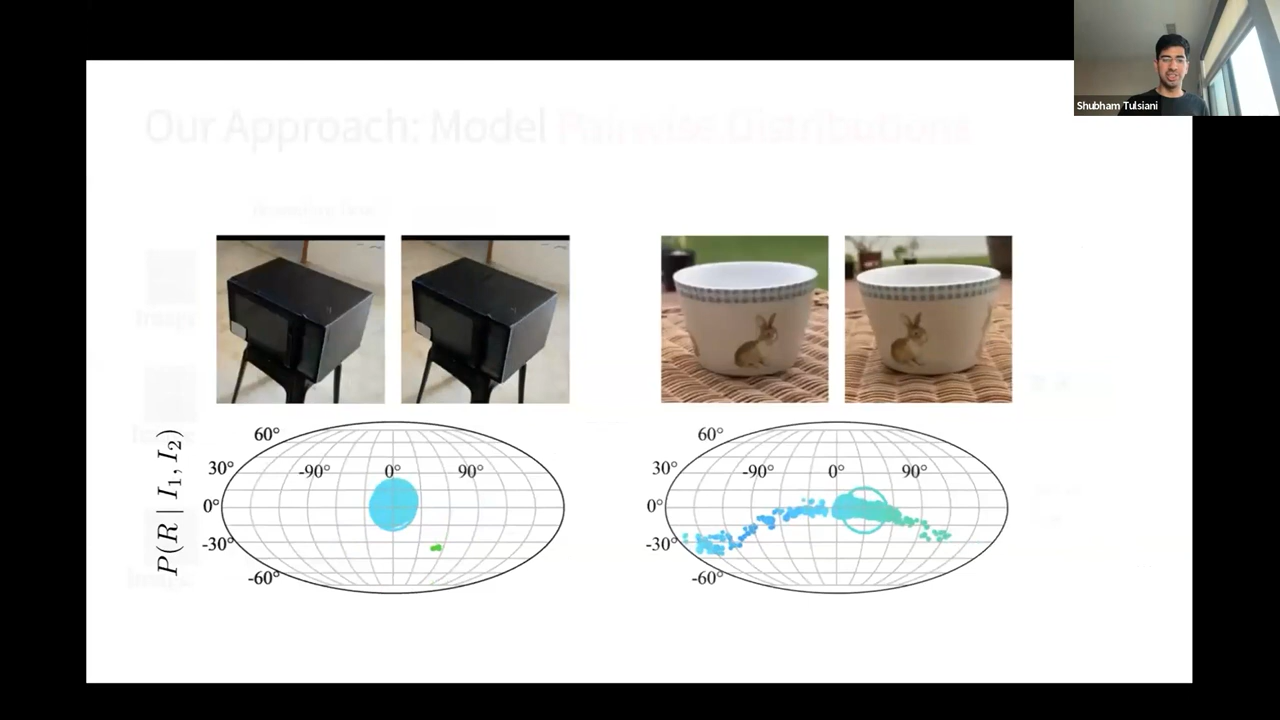 Shubham Tulsiani
Our Approach: Model Pairwise Distributions
60° 60°
30° -90° 0° 90° 30° -90° 0° 90°
0° 0°
-30° -30°
-60° -60°
P(R | I₁, I₂)
Image